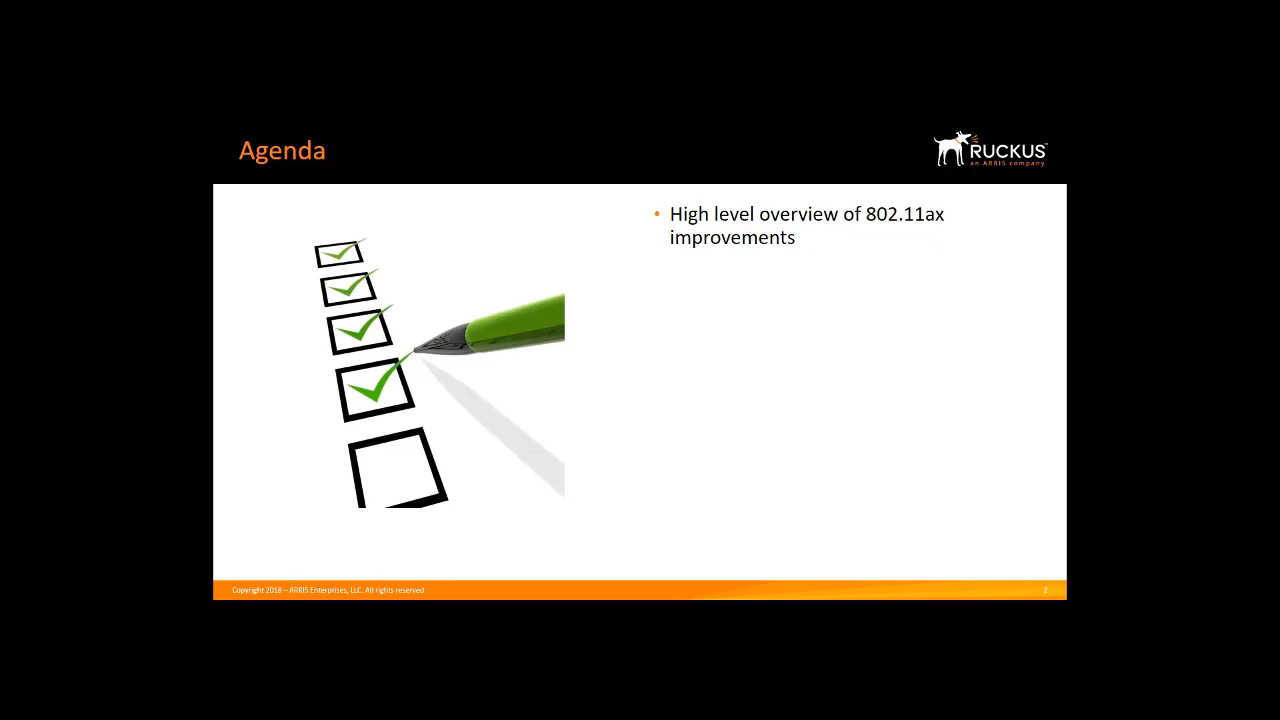 Agenda
RUCKUS™
an ARRIS company
• High level overview of 802.11ax
improvements
Copyright 2018 – ARRIS Enterprises, LLC. All rights reserved
2